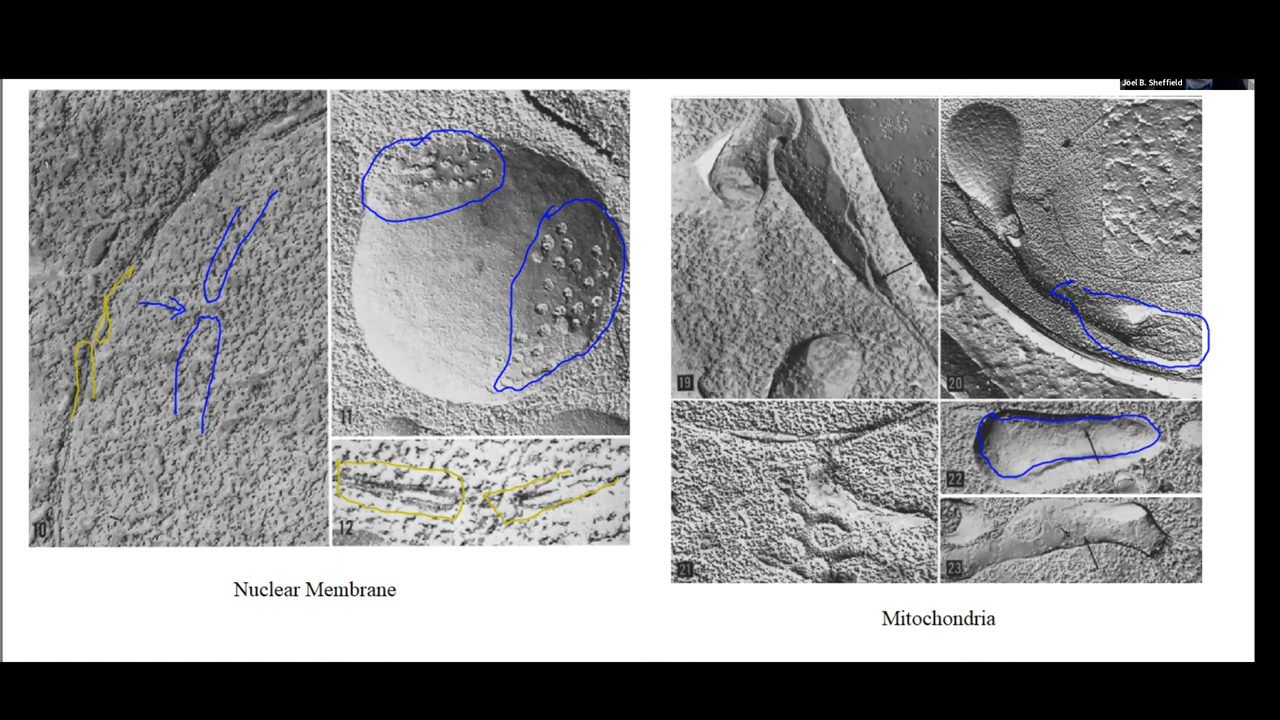 Joel B. Sheffield
10
11
12
Nuclear Membrane
19
20
21
22
23
Mitochondria